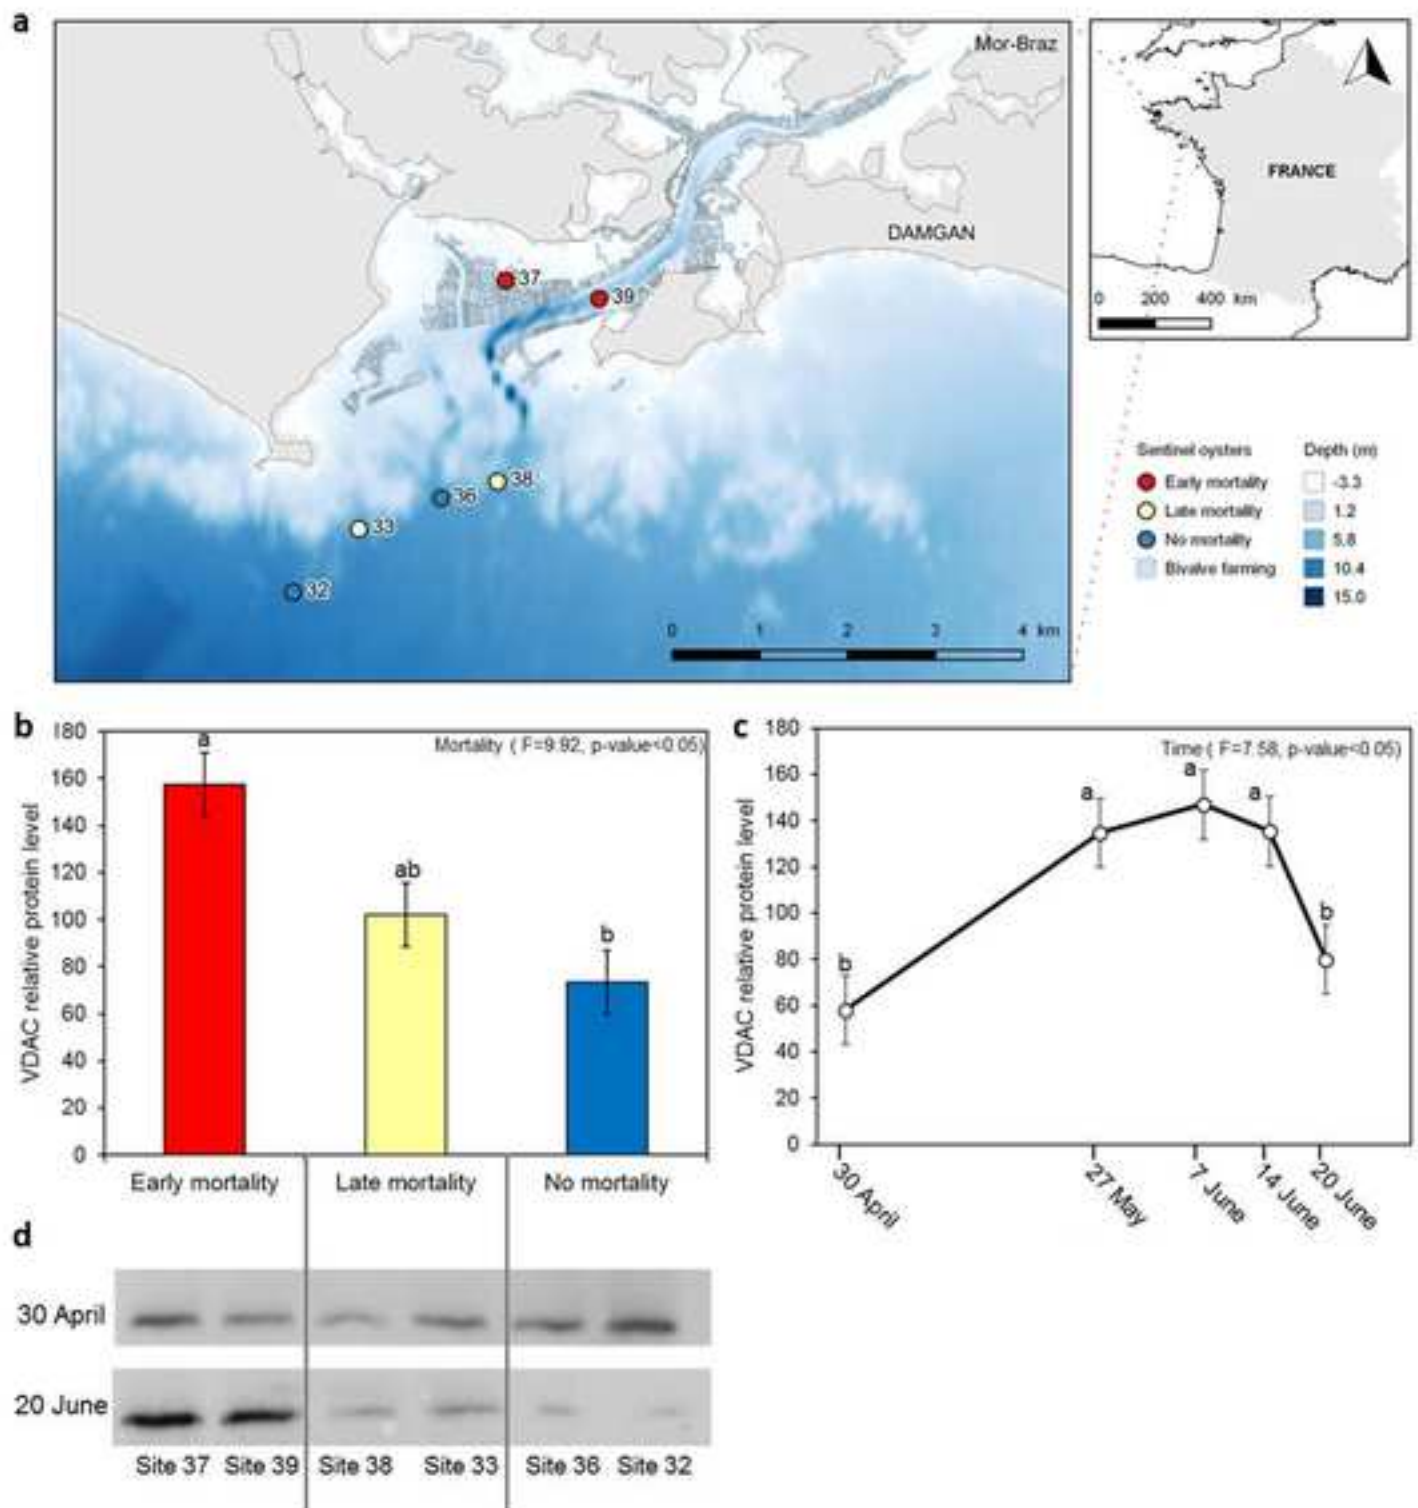 a
Mor-Braz
DAMGAN
37
39
38
36
33
32
0 1 2 3 4 km
FRANCE
0 200 400 km
Sentinel oysters
Early mortality
Late mortality
No mortality
Bivalve farming
Depth (m)
-3.3
1.2
5.8
10.4
15.0
b
Mortality ( F=9.92, p-value<0.05)
VDAC relative protein level
180
160
140
120
100
80
60
40
20
0
a
ab
b
Early mortality
Late mortality
No mortality
c
Time ( F=7.58, p-value<0.05)
VDAC relative protein level
180
160
140
120
100
80
60
40
20
0
b
a
a
a
b
30 April
27 May
7 June
14 June
20 June
d
30 April
20 June
Site 37 Site 39 Site 38 Site 33 Site 36 Site 32